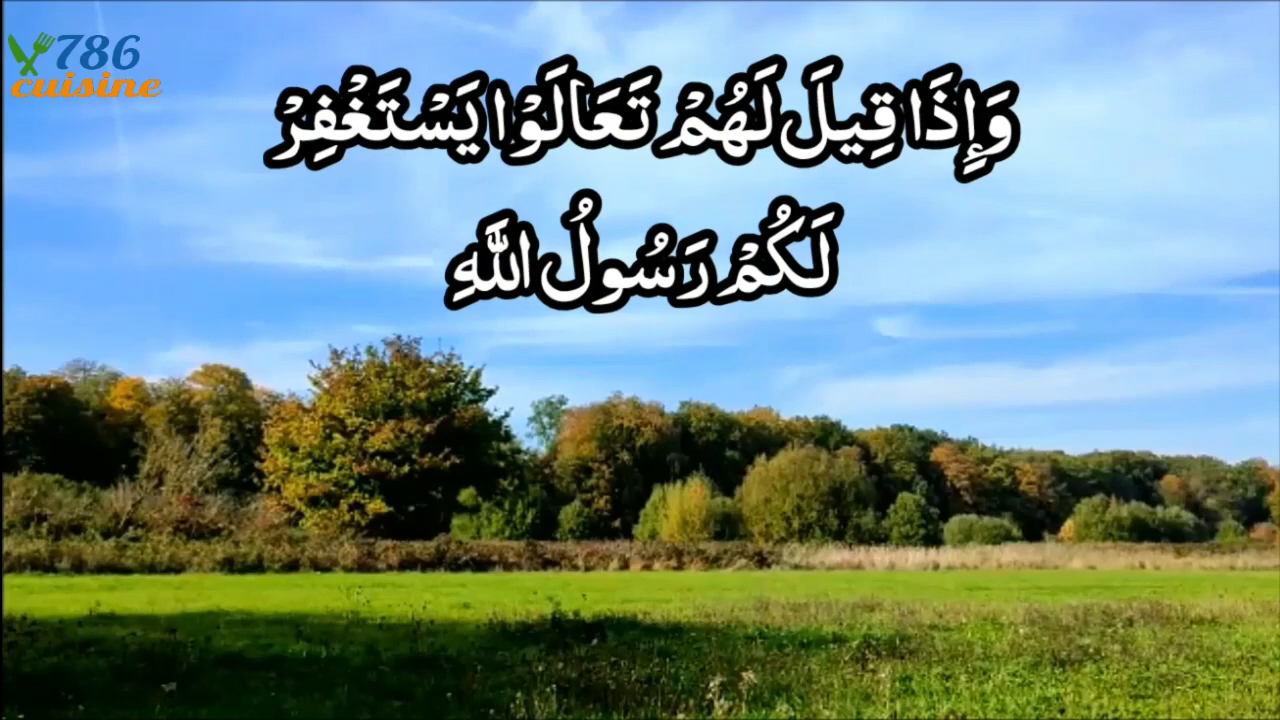 786
cuisine
وَإِذَا قِيلَ لَهُمْ تَعَالَوْا يَسْتَغْفِرْ
لَكُمْ رَسُولُ اللَّهِ